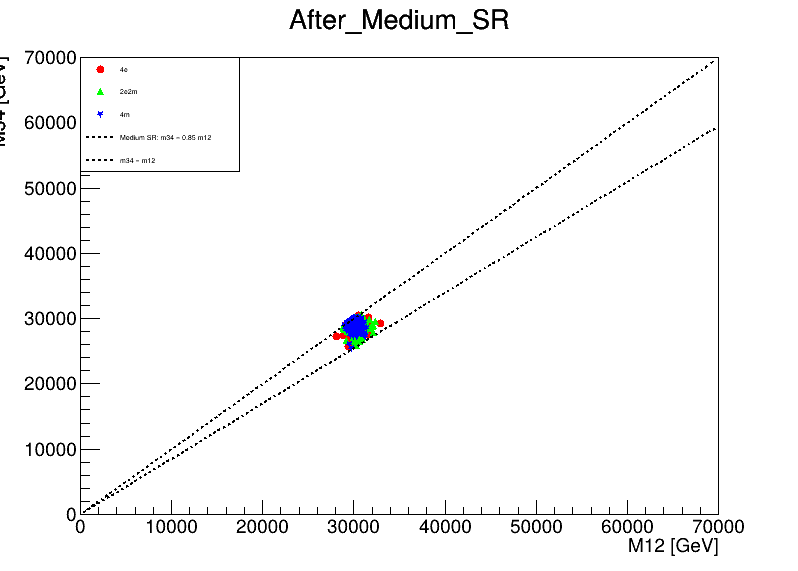 After_Medium_SR
M34 [GeV]
70000
60000
50000
40000
30000
20000
10000
0
4e
2e2m
4m
Medium SR: m34 = 0.85 m12
m34 = m12
0 10000 20000 30000 40000 50000 60000 70000
M12 [GeV]